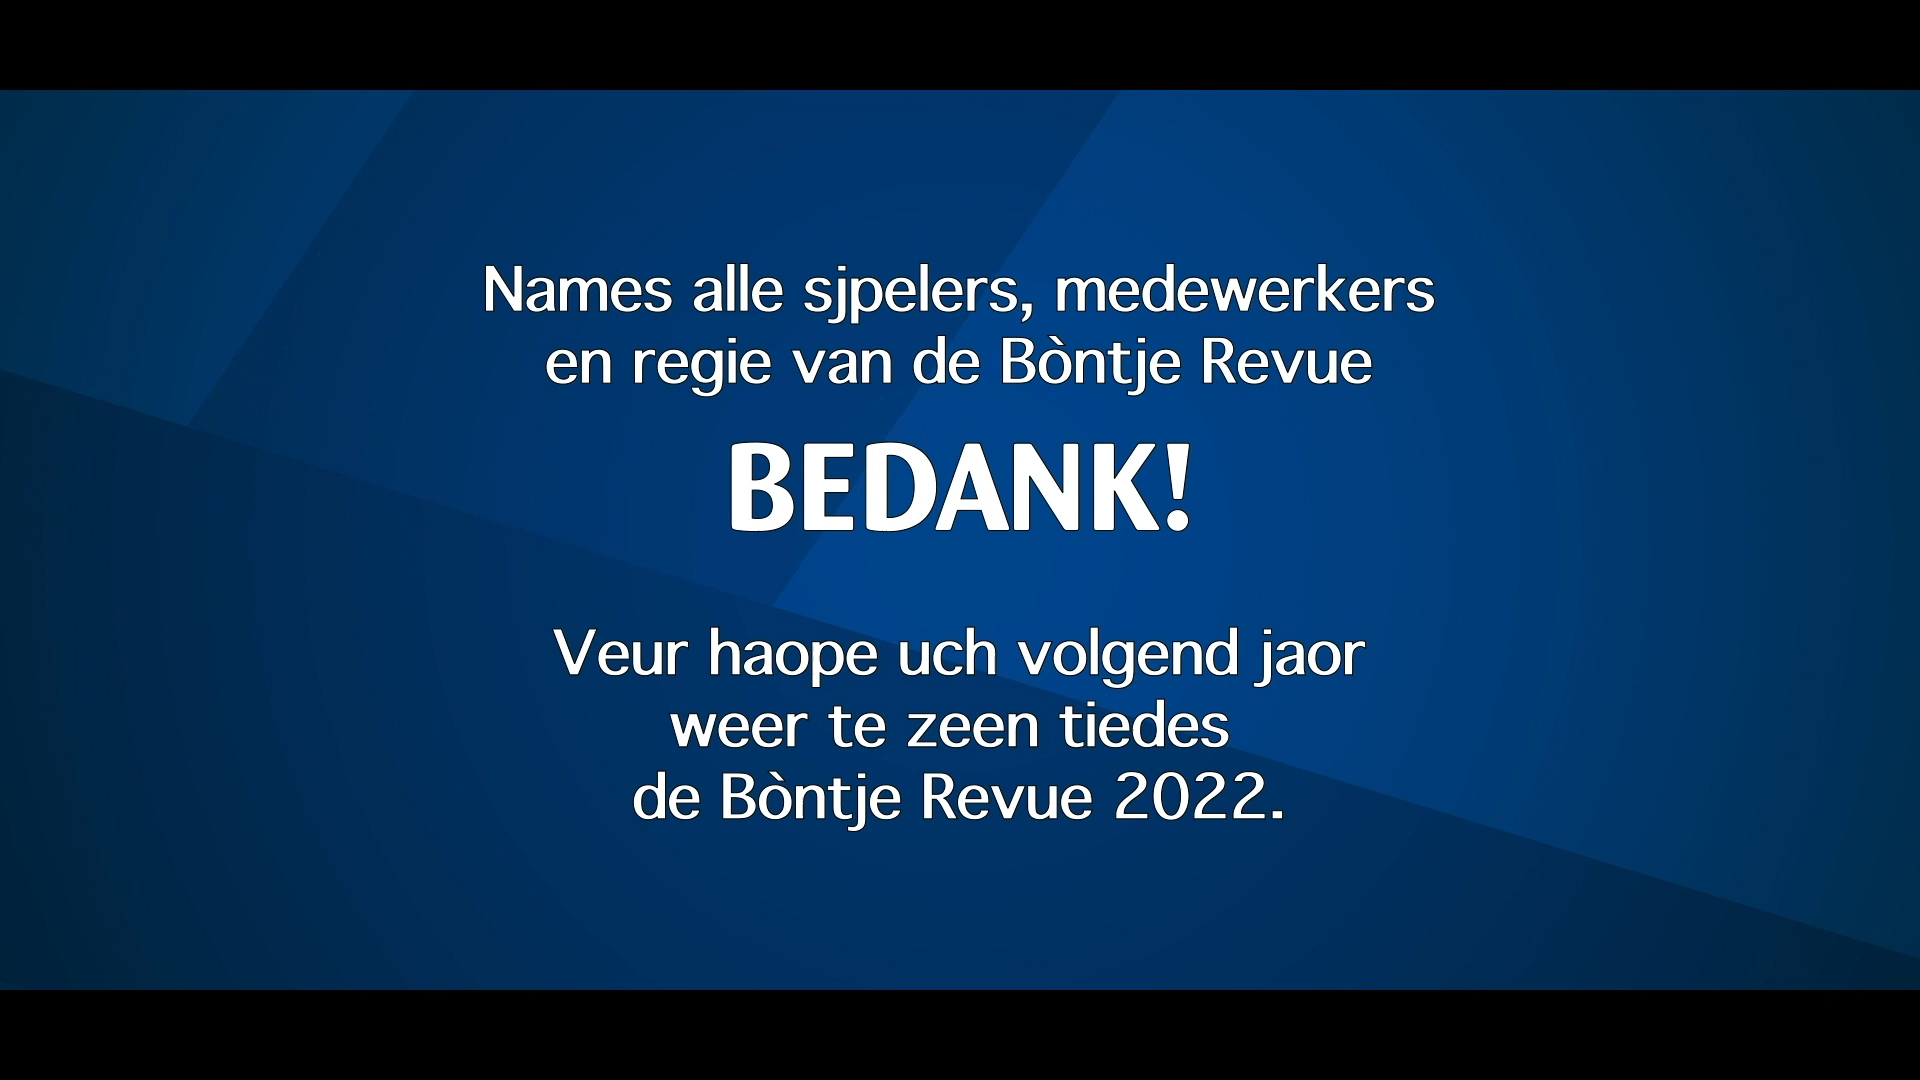 Names alle sjpelers, medewerkers
en regie van de Bòntje Revue
BEDANK!
Veur haope uch volgend jaor
weer te zeen tiedes
de Bòntje Revue 2022.